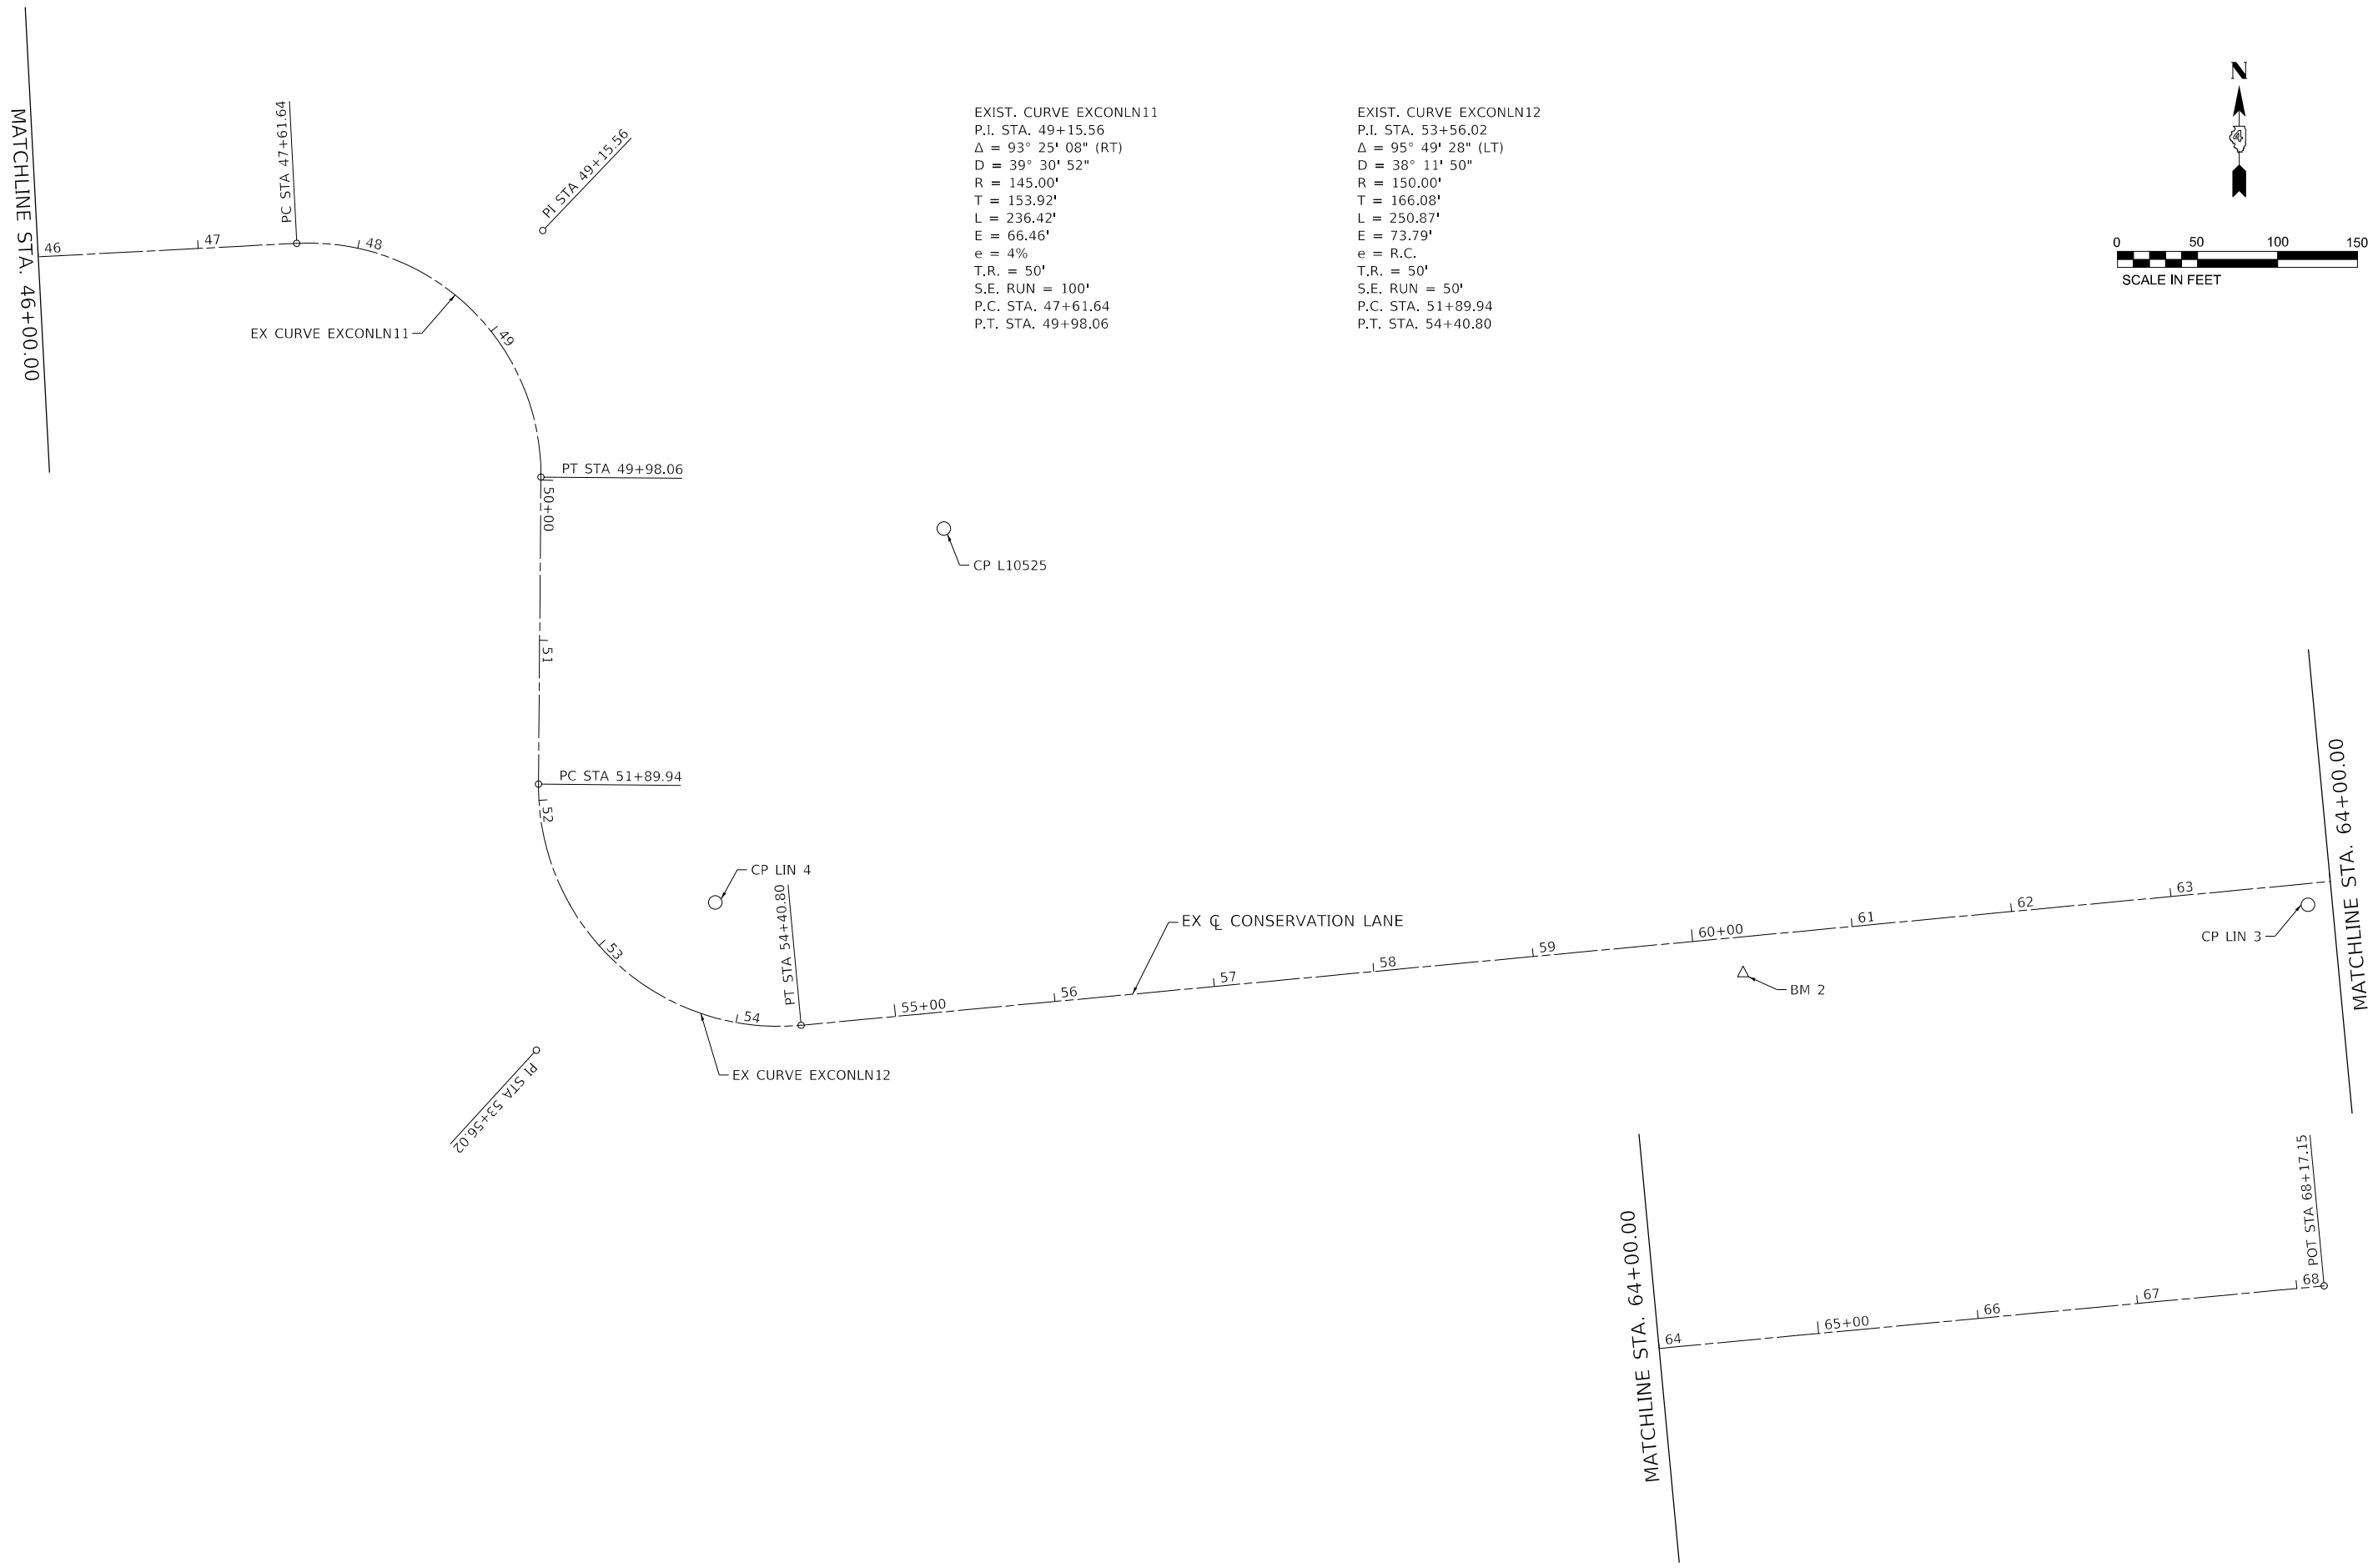 MATCHLINE STA. 46+00.00
46
47
PC STA 47+61.64
48
PI STA 49+15.56
EX CURVE EXCONLN11
49
PT STA 49+98.06
50+00
51
PC STA 51+89.94
52
53
54
PI STA 53+56.02
EX CURVE EXCONLN12
CP LIN 4
PT STA 54+40.80
CP L10525
EXIST. CURVE EXCONLN11
P.I. STA. 49+15.56
Δ = 93° 25' 08" (RT)
D = 39° 30' 52"
R = 145.00'
T = 153.92'
L = 236.42'
E = 66.46'
e = 4%
T.R. = 50'
S.E. RUN = 100'
P.C. STA. 47+61.64
P.T. STA. 49+98.06
EXIST. CURVE EXCONLN12
P.I. STA. 53+56.02
Δ = 95° 49' 28" (LT)
D = 38° 11' 50"
R = 150.00'
T = 166.08'
L = 250.87'
E = 73.79'
e = R.C.
T.R. = 50'
S.E. RUN = 50'
P.C. STA. 51+89.94
P.T. STA. 54+40.80
N
4
0 50 100 150
SCALE IN FEET
55+00
56
EX ℄ CONSERVATION LANE
57
58
59
60+00
BM 2
61
62
63
CP LIN 3
MATCHLINE STA. 64+00.00
MATCHLINE STA. 64+00.00
64
65+00
66
67
68
POT STA 68+17.15